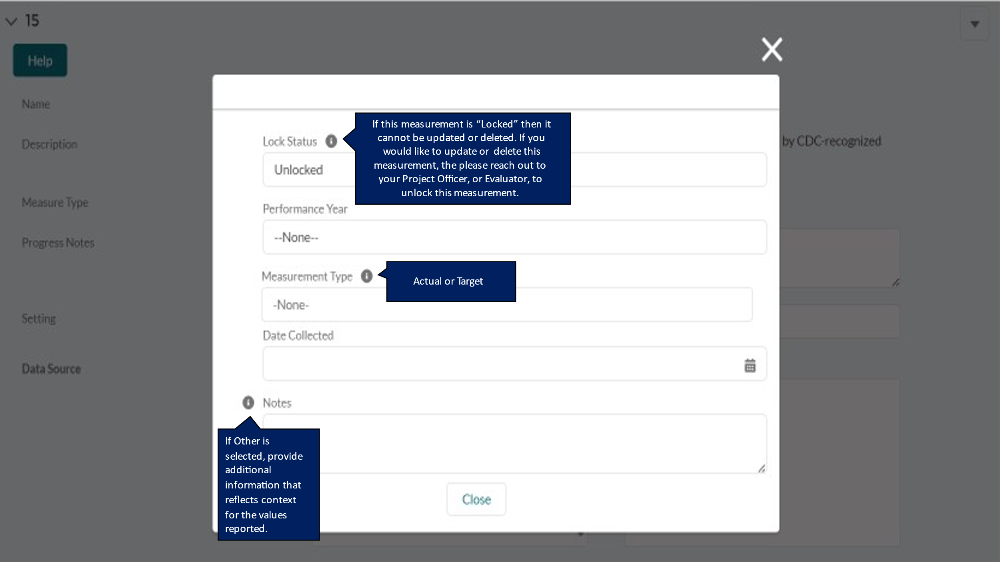 15
Help
Name
Description
by CDC-recognized
Measure Type
Progress Notes
Setting
Data Source
Lock Status
If this measurement is “Locked” then it
cannot be updated or deleted. If you
would like to update or delete this
measurement, the please reach out to
your Project Officer, or Evaluator, to
unlock this measurement.
Unlocked
Performance Year
--None--
Measurement Type
Actual or Target
-None-
Date Collected
Notes
If Other is
selected, provide
additional
information that
reflects context
for the values
reported.
Close